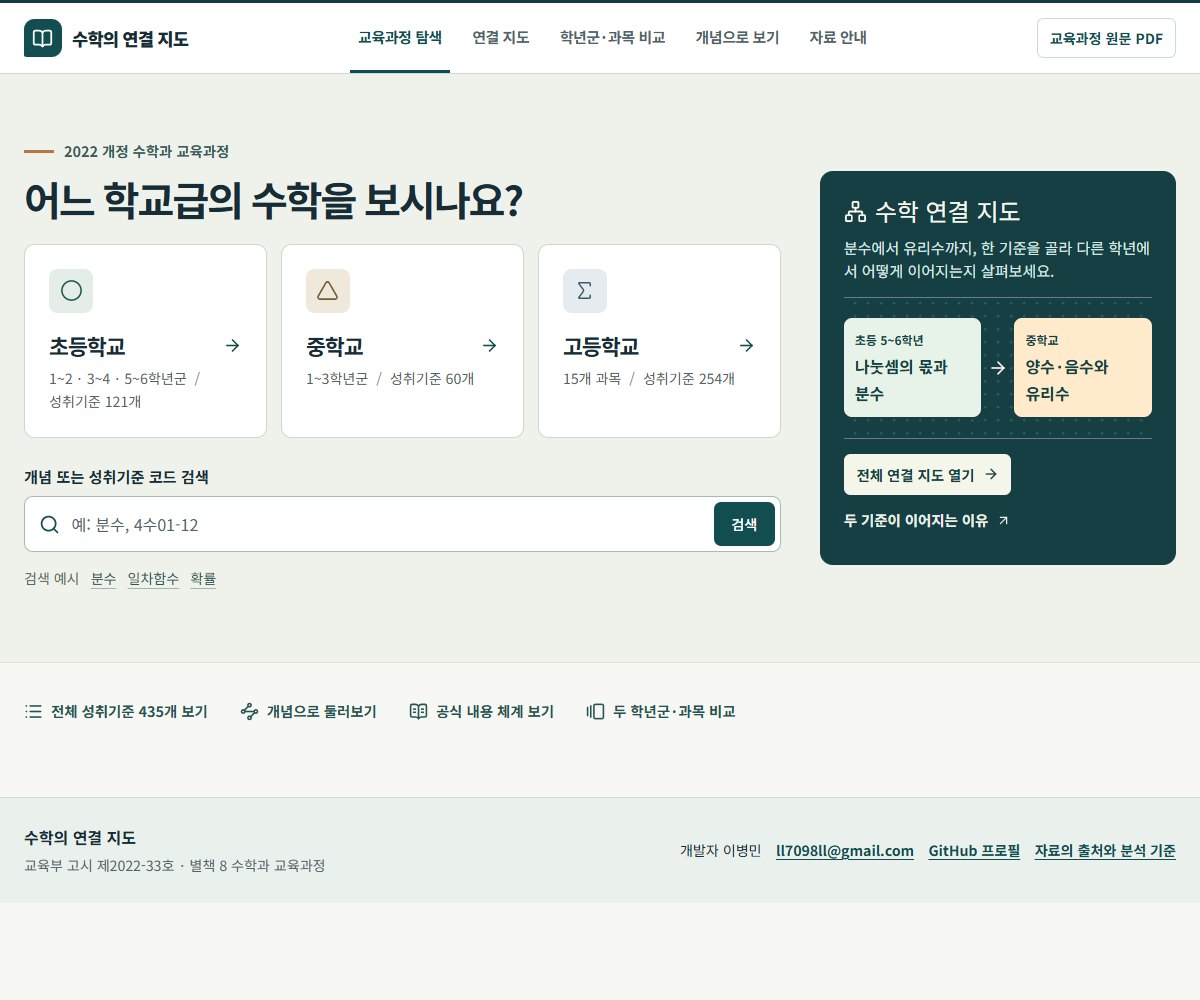 수학의 연결 지도
교육과정 탐색
연결 지도
학년군·과목 비교
개념으로 보기
자료 안내
교육과정 원문 PDF
2022 개정 수학과 교육과정
어느 학교급의 수학을 보시나요?
초등학교
1~2 · 3~4 · 5~6학년군 /
성취기준 121개
중학교
1~3학년군 / 성취기준 60개
Σ
고등학교
15개 과목 / 성취기준 254개
개념 또는 성취기준 코드 검색
예: 분수, 4수01-12
검색
검색 예시 분수 일차함수 확률
수학 연결 지도
분수에서 유리수까지, 한 기준을 골라 다른 학년에
서 어떻게 이어지는지 살펴보세요.
초등 5~6학년
나눗셈의 몫과
분수
중학교
양수·음수와
유리수
전체 연결 지도 열기
두 기준이 이어지는 이유
전체 성취기준 435개 보기
개념으로 둘러보기
공식 내용 체계 보기
두 학년군·과목 비교
수학의 연결 지도
교육부 고시 제2022-33호 · 별책 8 수학과 교육과정
개발자 이병민 ll7098ll@gmail.com GitHub 프로필 자료의 출처와 분석 기준